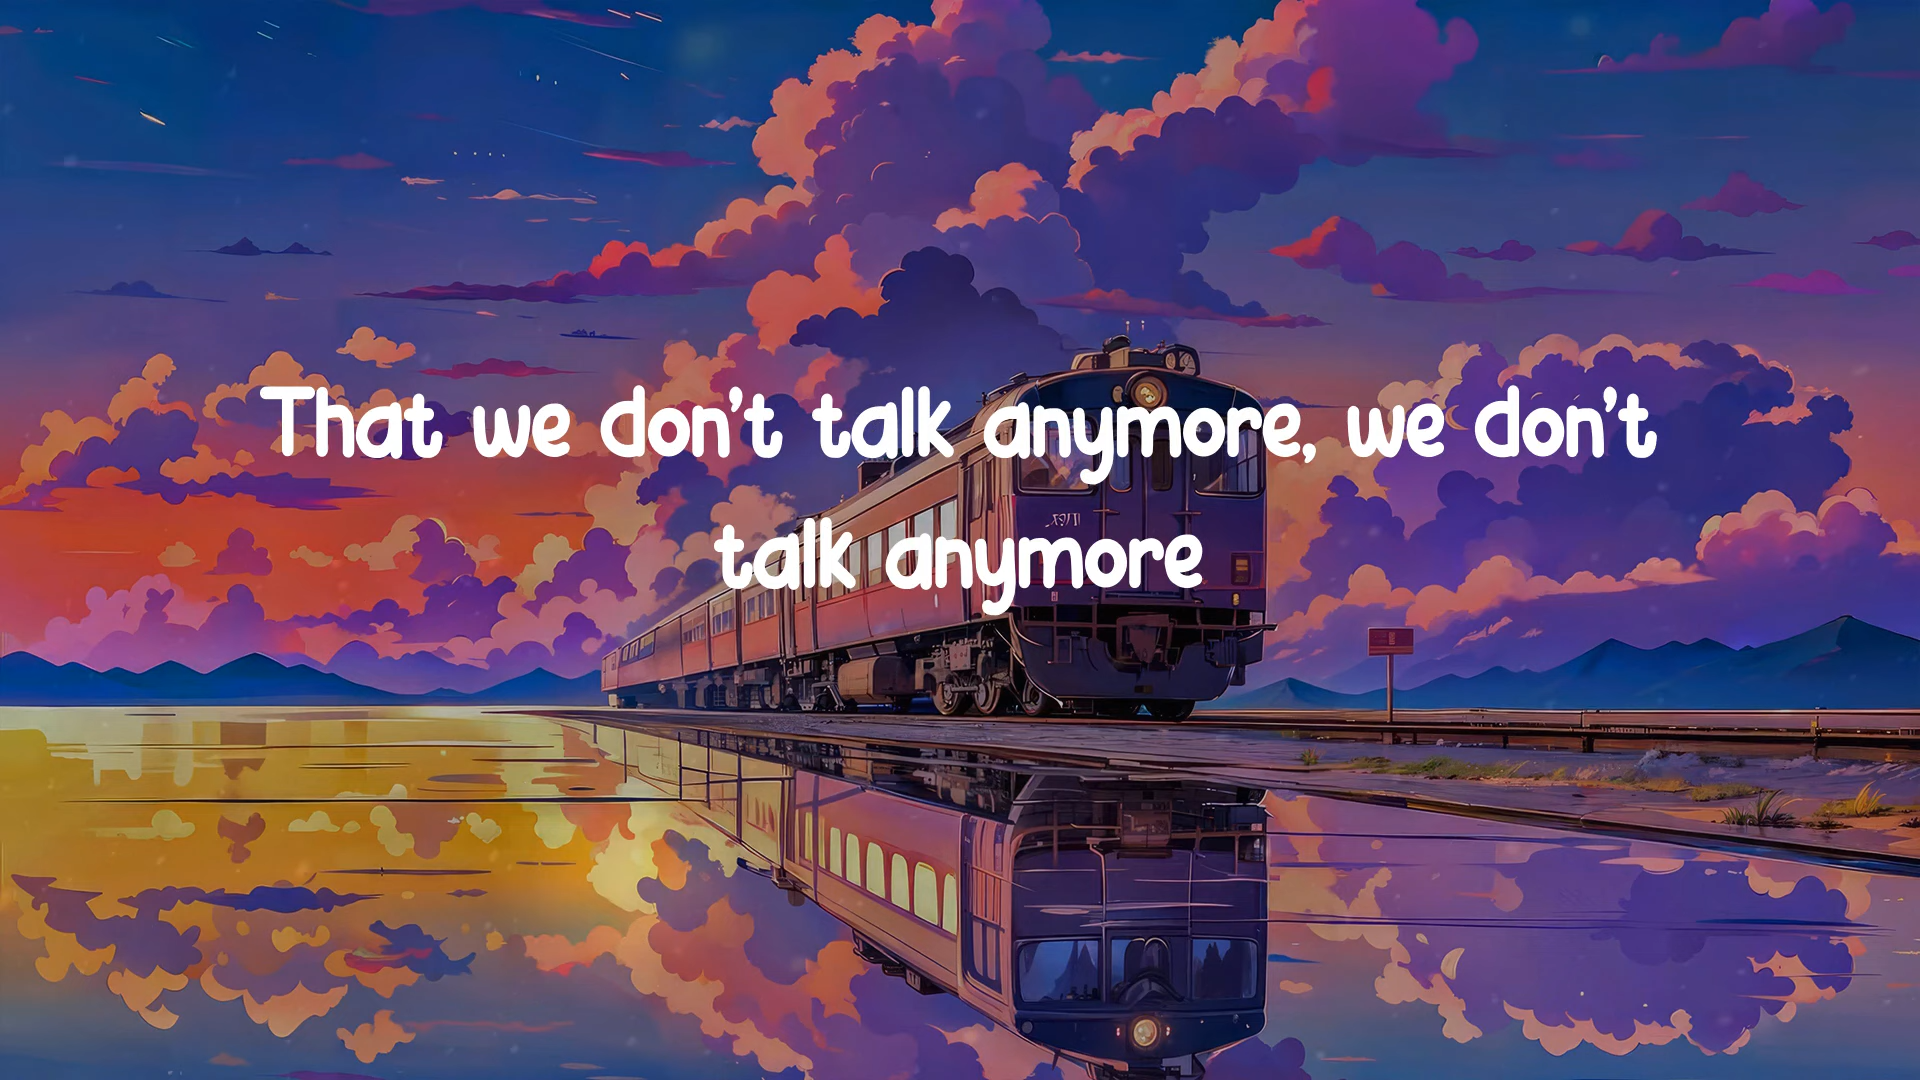 That we don't talk anymore, we don't
talk anymore